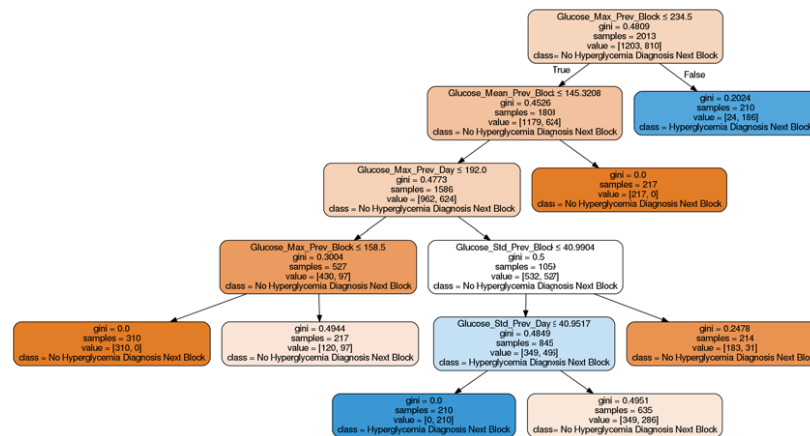 Glucose_Max_Prev_Block ≤ 234.5
gini = 0.4809
samples = 2013
value = [1203, 810]
class= No Hyperglycemia Diagnosis Next Block
True
False
Glucose_Mean_Prev_Block ≤ 145.3208
gini = 0.4526
samples = 1803
value = [1179, 624]
class = No Hyperglycemia Diagnosis Next Block
gini = 0.2024
samples = 210
value = [24, 186]
class = Hyperglycemia Diagnosis Next Block
Glucose_Max_Prev_Day ≤ 192.0
gini = 0.4773
samples = 1586
value = [962, 624]
class = No Hyperglycemia Diagnosis Next Block
gini = 0.0
samples = 217
value = [217, 0]
class = No Hyperglycemia Diagnosis Next Block
Glucose_Max_Prev_Block ≤ 158.5
gini = 0.3004
samples = 527
value = [430, 97]
class = No Hyperglycemia Diagnosis Next Block
Glucose_Std_Prev_Block ≤ 40.9904
gini = 0.5
samples = 1059
value = [532, 527]
class = No Hyperglycemia Diagnosis Next Block
gini = 0.0
samples = 310
value = [310, 0]
class = No Hyperglycemia Diagnosis Next Block
gini = 0.4944
samples = 217
value = [120, 97]
class = No Hyperglycemia Diagnosis Next Block
Glucose_Std_Prev_Day ≤ 40.9517
gini = 0.4849
samples = 845
value = [349, 496]
class = Hyperglycemia Diagnosis Next Block
gini = 0.2478
samples = 214
value = [183, 31]
class = No Hyperglycemia Diagnosis Next Block
gini = 0.0
samples = 210
value = [0, 210]
class = Hyperglycemia Diagnosis Next Block
gini = 0.4951
samples = 635
value = [349, 286]
class = No Hyperglycemia Diagnosis Next Block